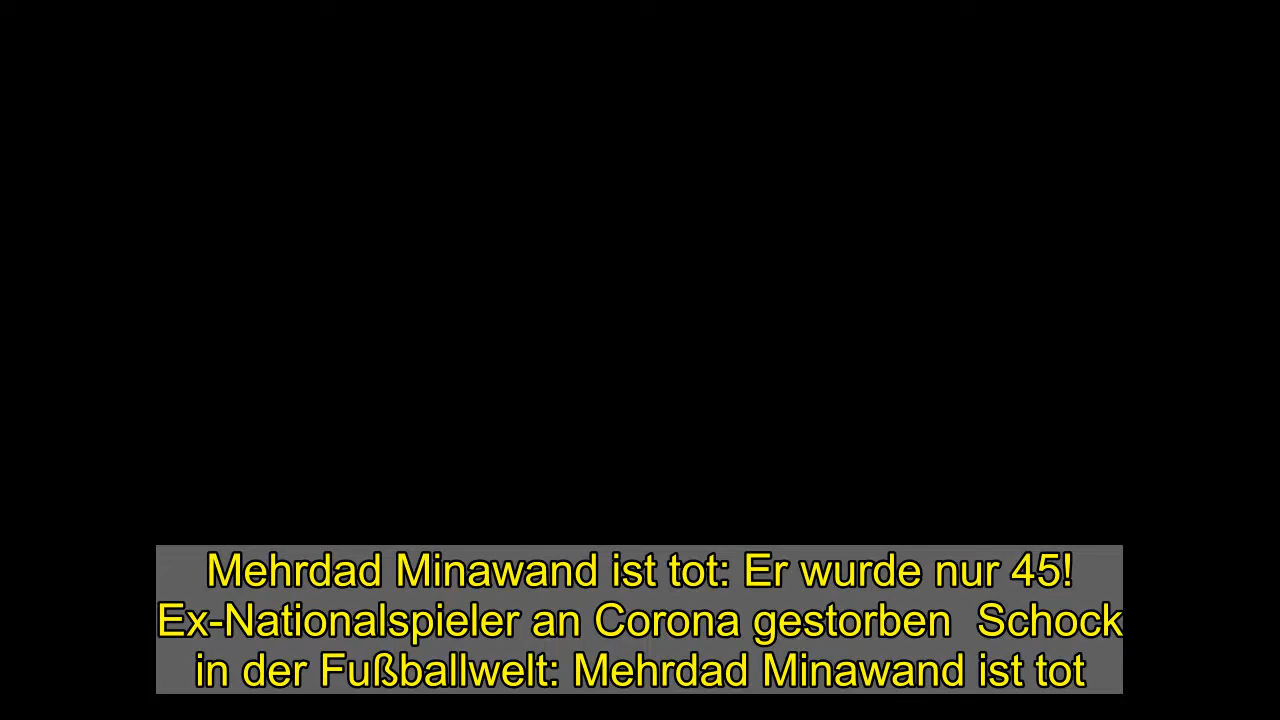 Mehrdad Minawand ist tot: Er wurde nur 45!
Ex-Nationalspieler an Corona gestorben  Schock
in der Fußballwelt: Mehrdad Minawand ist tot